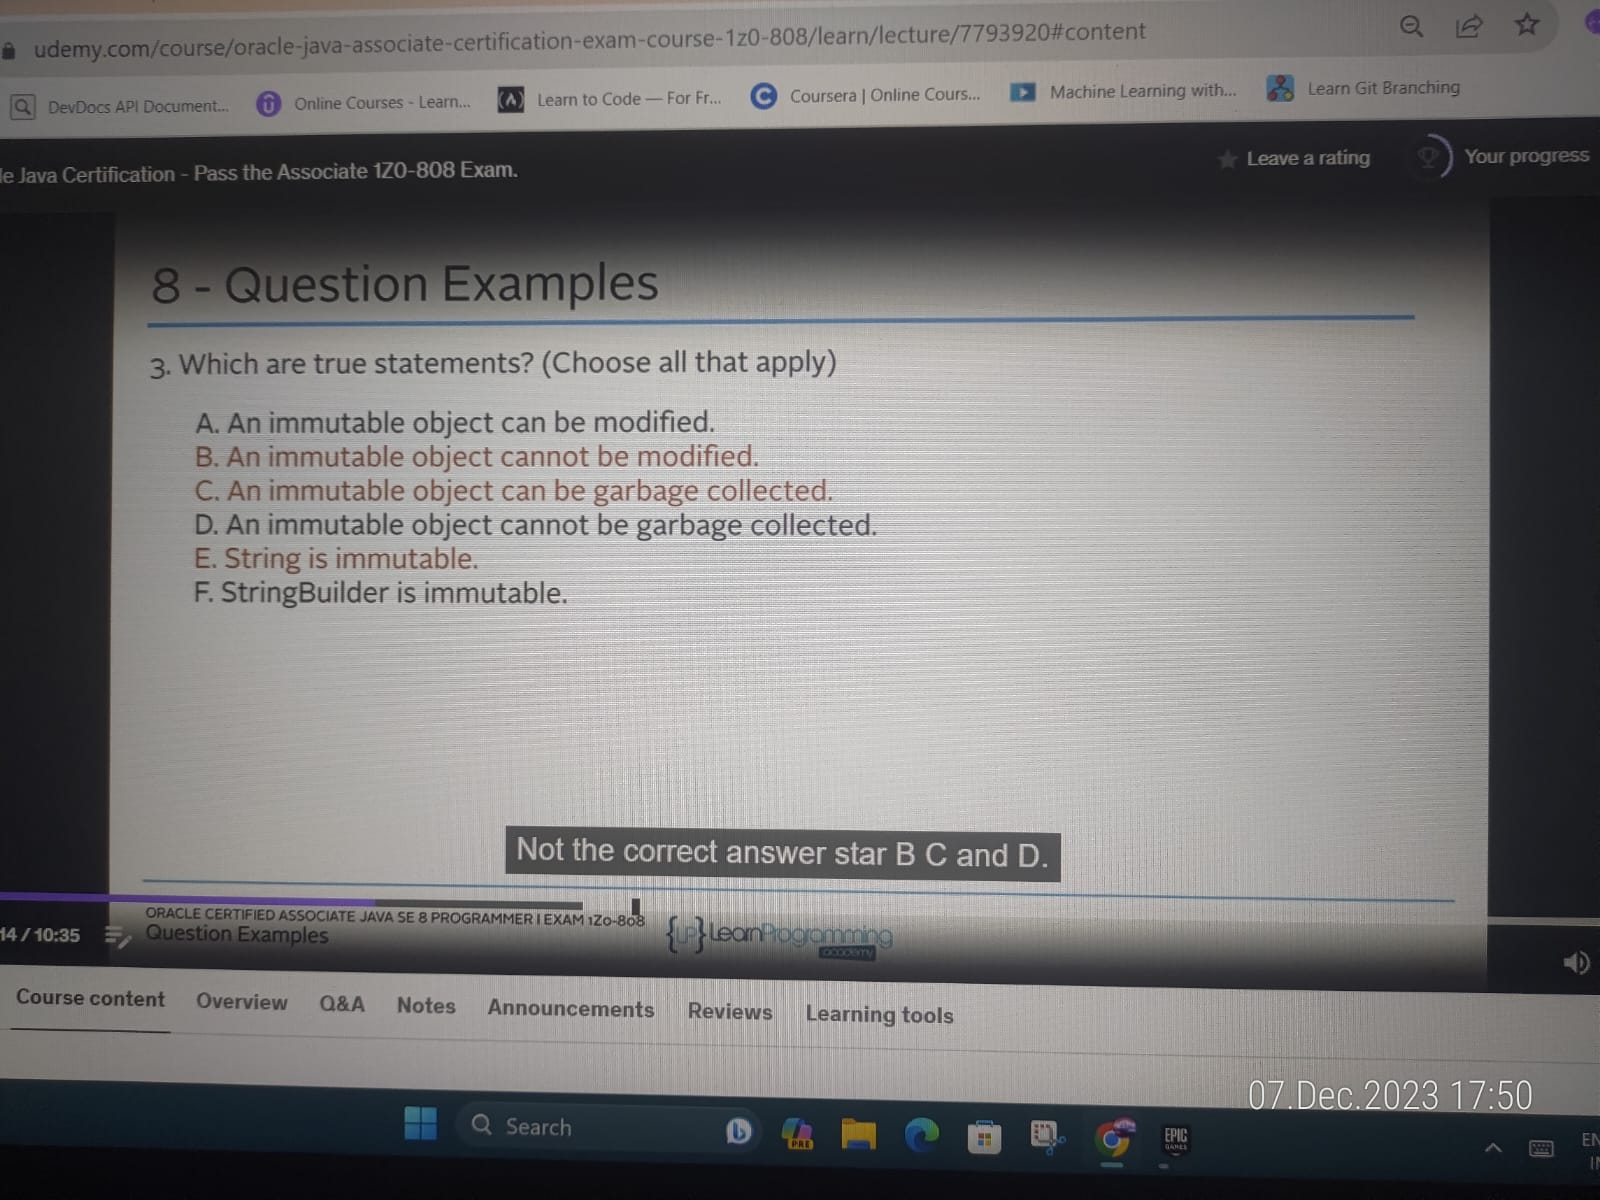 udemy.com/course/oracle-java-associate-certification-exam-course-1z0-808/learn/lecture/7793920#content
DevDocs API Document... Online Courses - Learn... Learn to Code — For Fr... Coursera | Online Cours... Machine Learning with... Learn Git Branching
le Java Certification - Pass the Associate 1Z0-808 Exam. Leave a rating Your progress
8 - Question Examples
3. Which are true statements? (Choose all that apply)
A. An immutable object can be modified.
B. An immutable object cannot be modified.
C. An immutable object can be garbage collected.
D. An immutable object cannot be garbage collected.
E. String is immutable.
F. StringBuilder is immutable.
Not the correct answer star B C and D.
ORACLE CERTIFIED ASSOCIATE JAVA SE 8 PROGRAMMER I EXAM 1Z0-808
14 / 10:35 Question Examples {LP} LearnProgramming
academy
Course content Overview Q&A Notes Announcements Reviews Learning tools
07.Dec.2023 17:50
Search PRE EPIC GAMES EN